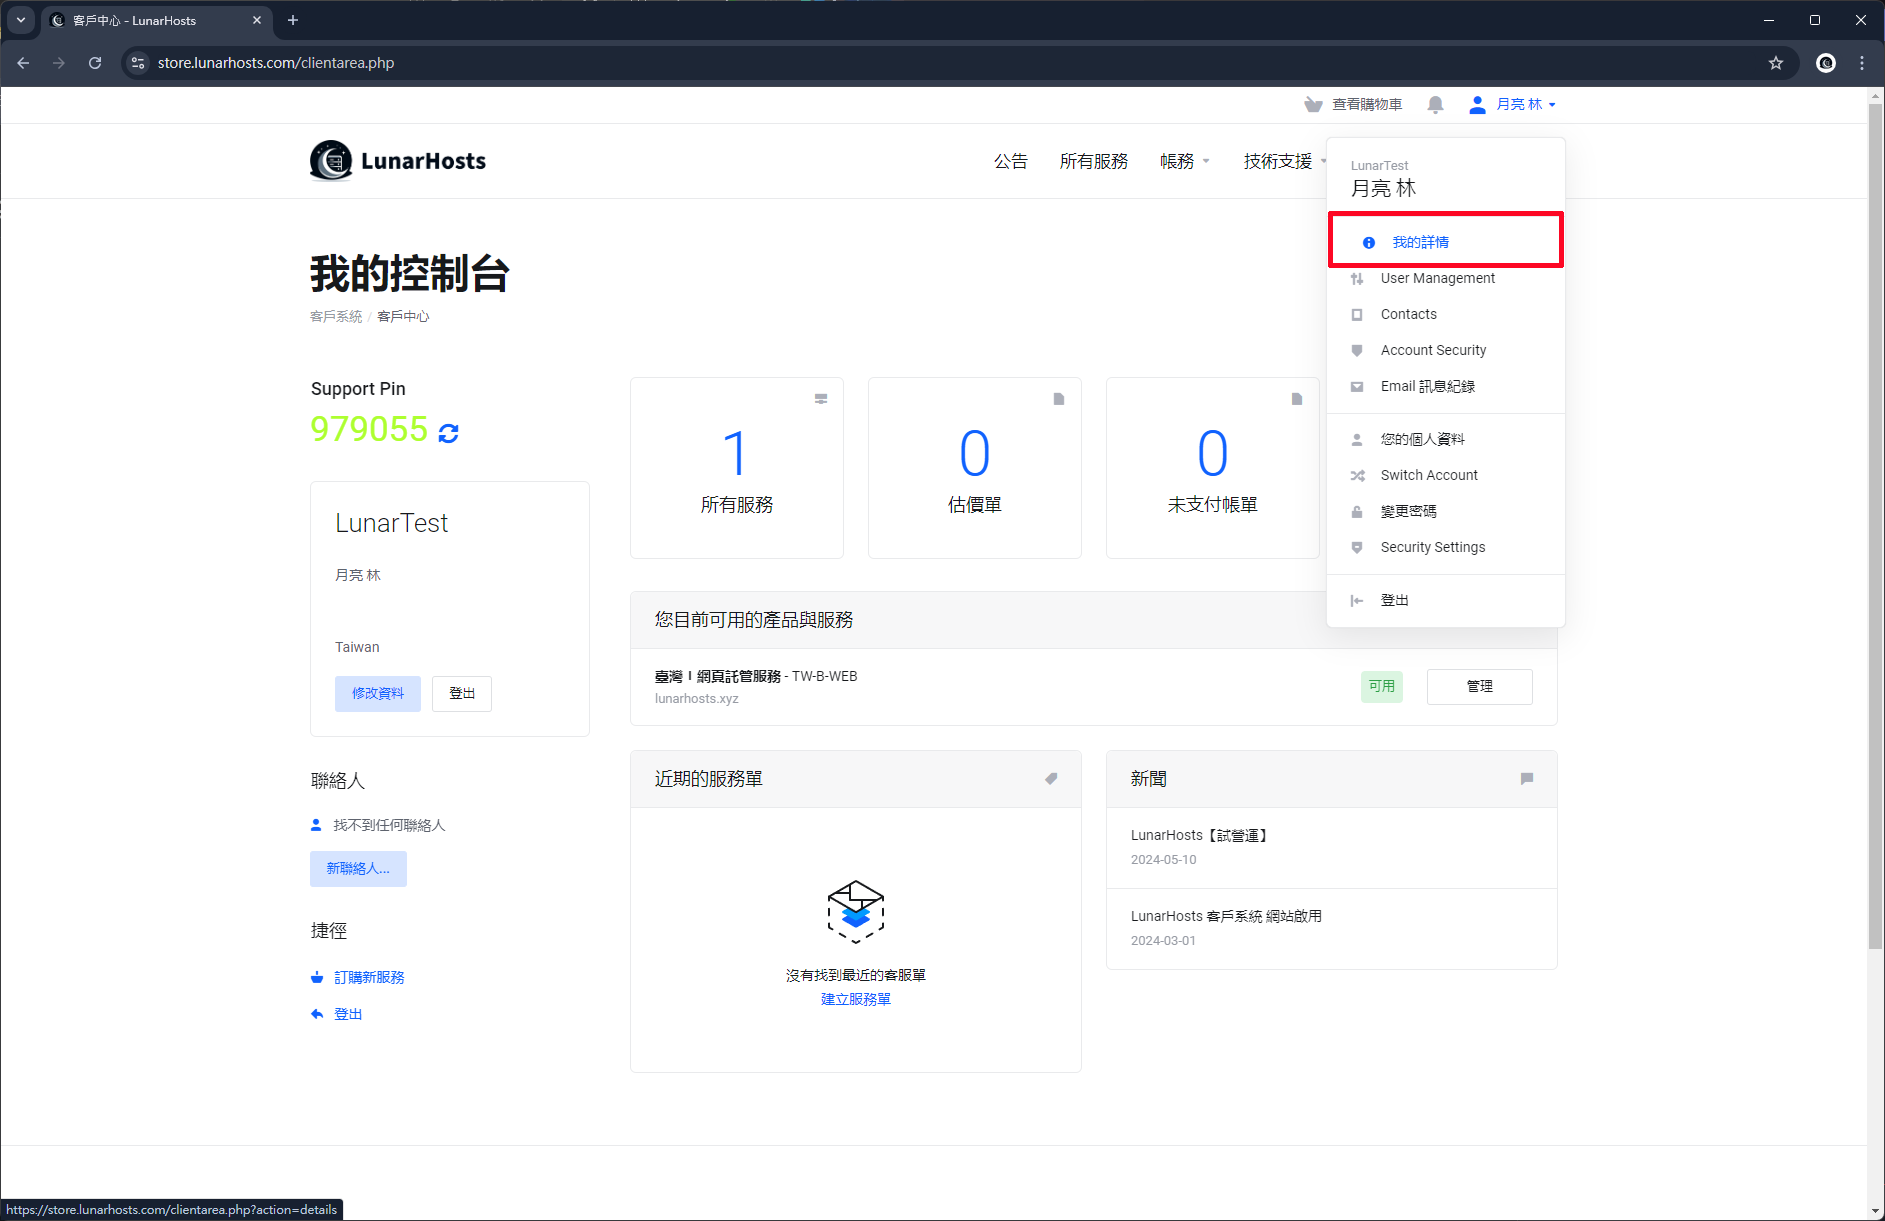 客戶中心 - LunarHosts
store.lunarhosts.com/clientarea.php
查看購物車
月亮 林
LunarHosts
公告
所有服務
帳務
技術支援
LunarTest
月亮 林
我的詳情
User Management
Contacts
Account Security
Email 訊息紀錄
您的個人資料
Switch Account
變更密碼
Security Settings
登出
我的控制台
客戶系統 / 客戶中心
Support Pin
979055
LunarTest
月亮 林
Taiwan
修改資料
登出
聯絡人
找不到任何聯絡人
新聯絡人...
捷徑
訂購新服務
登出
1
所有服務
0
估價單
0
未支付帳單
您目前可用的產品與服務
臺灣╹網頁託管服務 - TW-B-WEB
lunarhosts.xyz
可用
管理
近期的服務單
沒有找到最近的客服單
建立服務單
新聞
LunarHosts【試營運】
2024-05-10
LunarHosts 客戶系統 網站啟用
2024-03-01
https://store.lunarhosts.com/clientarea.php?action=details